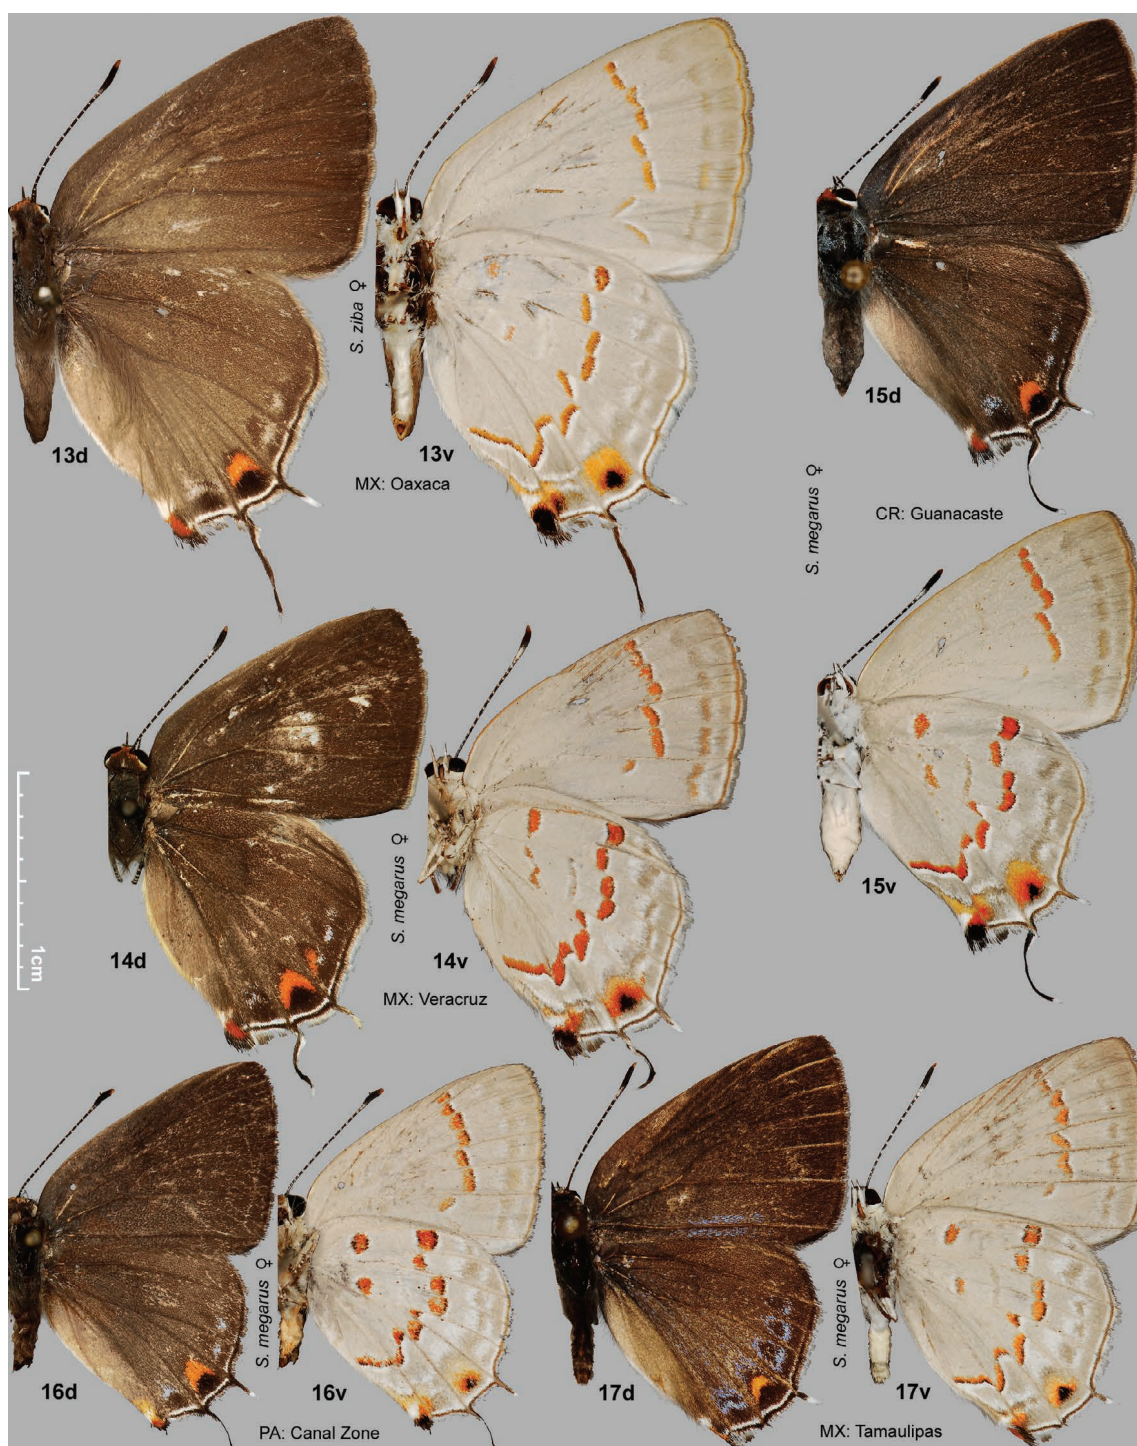 S. ziba ♀
13d
13v
MX: Oaxaca
15d
S. megarus ♀
CR: Guanacaste
15v
1cm
14d
S. megarus ♀
14v
MX: Veracruz
16d
S. megarus ♀
16v
PA: Canal Zone
17d
S. megarus ♀
17v
MX: Tamaulipas